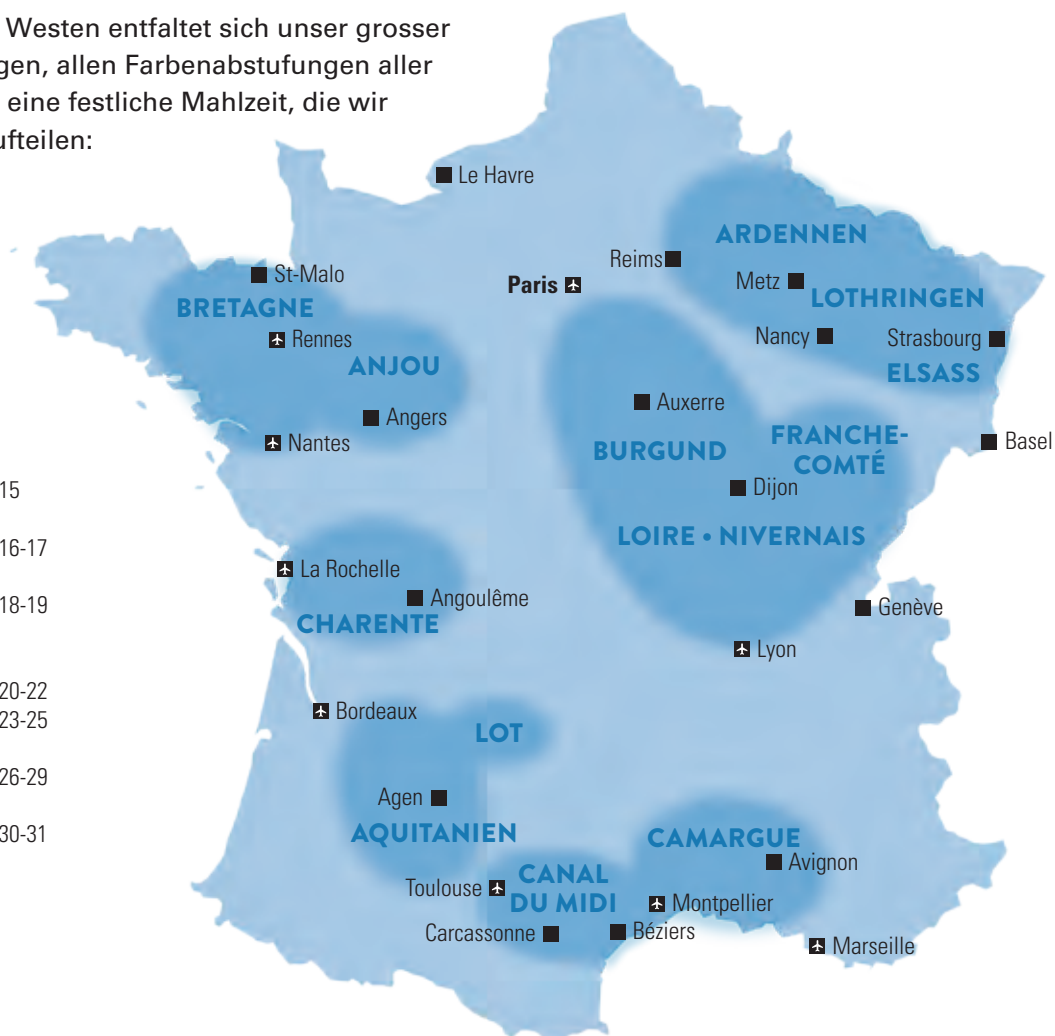 Westen entfaltet sich unser grosser
gen, allen Farbenabstufungen aller
eine festliche Mahlzeit, die wir
ufteilen:
Le Havre
ARDENNEN
Reims
St-Malo
Paris
Metz
LOTHRINGEN
BRETAGNE
Rennes
Nancy
Strasbourg
ANJOU
ELSASS
Auxerre
Angers
FRANCHE-
COMTÉ
Nantes
BURGUND
Basel
15
Dijon
LOIRE • NIVERNAIS
16-17
La Rochelle
Angoulême
18-19
Genève
CHARENTE
Lyon
20-22
Bordeaux
23-25
LOT
26-29
Agen
30-31
AQUITANIEN
CAMARGUE
Avignon
Toulouse
CANAL
DU MIDI
Montpellier
Carcassonne
Béziers
Marseille